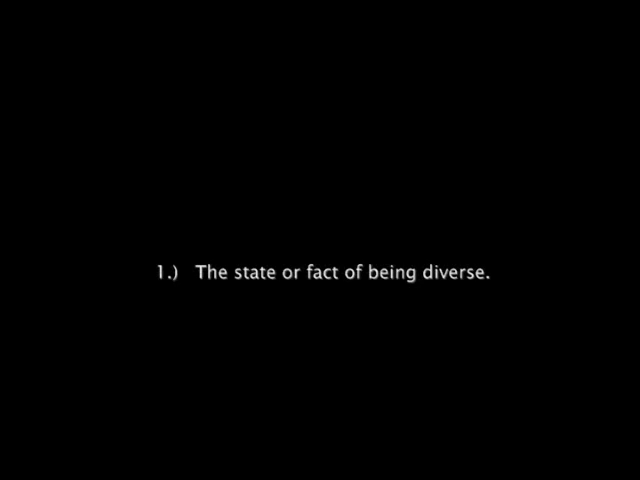 1.) The state or fact of being diverse.